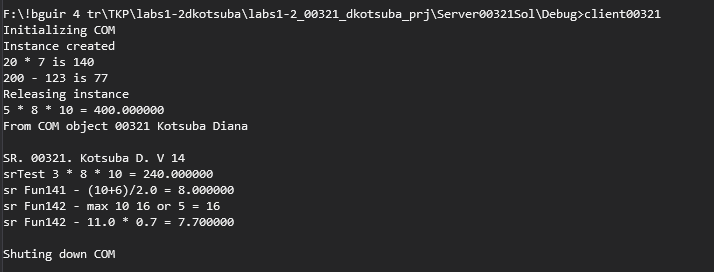 F:\!bguir 4 tr\TKP\labs1-2dkotsuba\labs1-2_00321_dkotsuba_prj\Server00321Sol\Debug>client00321
Initializing COM
Instance created
20 * 7 is 140
200 - 123 is 77
Releasing instance
5 * 8 * 10 = 400.000000
From COM object 00321 Kotsuba Diana
SR. 00321. Kotsuba D. V 14
srTest 3 * 8 * 10 = 240.000000
sr Fun141 - (10+6)/2.0 = 8.000000
sr Fun142 - max 10 16 or 5 = 16
sr Fun142 - 11.0 * 0.7 = 7.700000
Shuting down COM